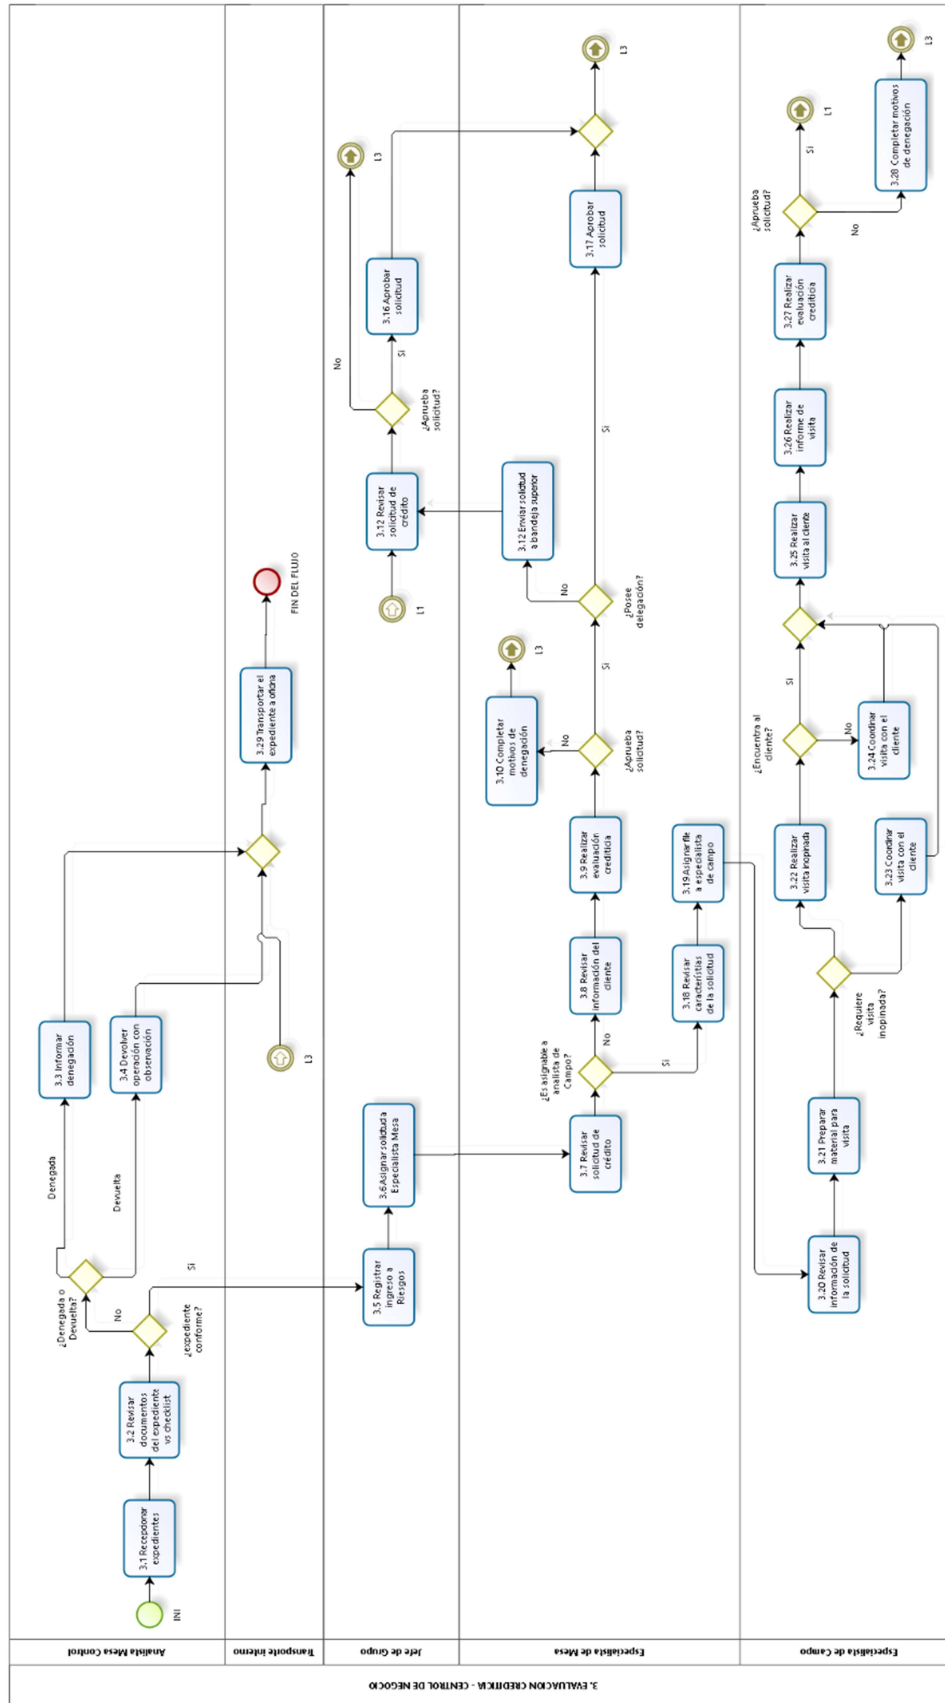 3. EVALUACION CREDITICIA - CENTRAL DE NEGOCIO
Analista Mesa Control
INI
3.1 Recepcionar
expedientes
3.2 Revisar
documentos
del expediente
vs checklist
¿expediente
conforme?
No
Si
¿Denegada o
Devuelta?
Denegada
Devuelta
3.3 Informar
denegación
3.4 Devolver
operación con
observación
Transporte interno
L3
3.29 Transportar el
expediente a oficina
FIN DEL FLUJO
Jefe de Grupo
3.5 Registrar
ingreso a
Riesgos
3.6 Asignar solicitud a
Especialista Mesa
L1
3.12 Revisar
solicitud de
crédito
¿Aprueba
solicitud?
No
Si
3.16 Aprobar
solicitud
L3
Especialista de Mesa
3.7 Revisar
solicitud de
crédito
¿Es asignable a
analista de
Campo?
No
Si
3.8 Revisar
información del
cliente
3.9 Realizar
evaluación
crediticia
¿Aprueba
solicitud?
No
Si
3.10 Completar
motivos de
denegación
L3
¿Posee
delegación?
No
Si
3.12 Enviar solicitud
a bandeja superior
3.17 Aprobar
solicitud
L3
3.18 Revisar
características
de la solicitud
3.19 Asignar file
a especialista
de campo
Especialista de Campo
3.20 Revisar
información de
la solicitud
3.21 Preparar
material para
visita
¿Requiere
visita
inopinada?
3.22 Realizar
visita inopinada
3.23 Coordinar
visita con el
cliente
¿Encuentra al
cliente?
Si
No
3.24 Coordinar
visita con el
cliente
3.25 Realizar
visita al cliente
3.26 Realizar
informe de
visita
3.27 Realizar
evaluación
crediticia
¿Aprueba
solicitud?
Si
No
L1
3.28 Completar motivos
de denegación
L3